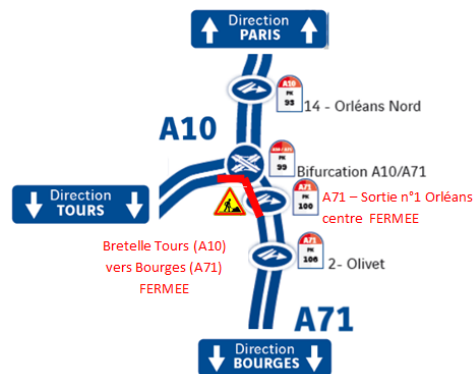 Direction
PARIS
A10
PK
93
14 - Orléans Nord
A10
PK
99
Bifurcation A10/A71
Direction
TOURS
A71
PK
100
A71 – Sortie n°1 Orléans
centre FERMEE
Bretelle Tours (A10)
vers Bourges (A71)
FERMEE
A71
PK
106
2- Olivet
A71
Direction
BOURGES